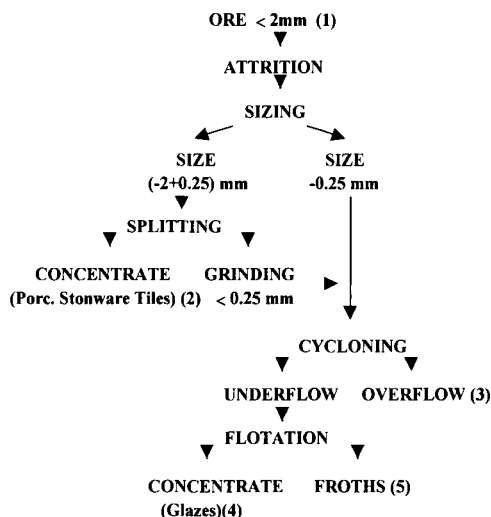 ORE < 2mm (1)
ATTRITION
SIZING
SIZE
(-2+0.25) mm
SIZE
-0.25 mm
SPLITTING
CONCENTRATE
(Porc. Stonware Tiles) (2)
GRINDING
< 0.25 mm
CYCLONING
UNDERFLOW
OVERFLOW (3)
FLOTATION
CONCENTRATE
(Glazes)(4)
FROTHS (5)